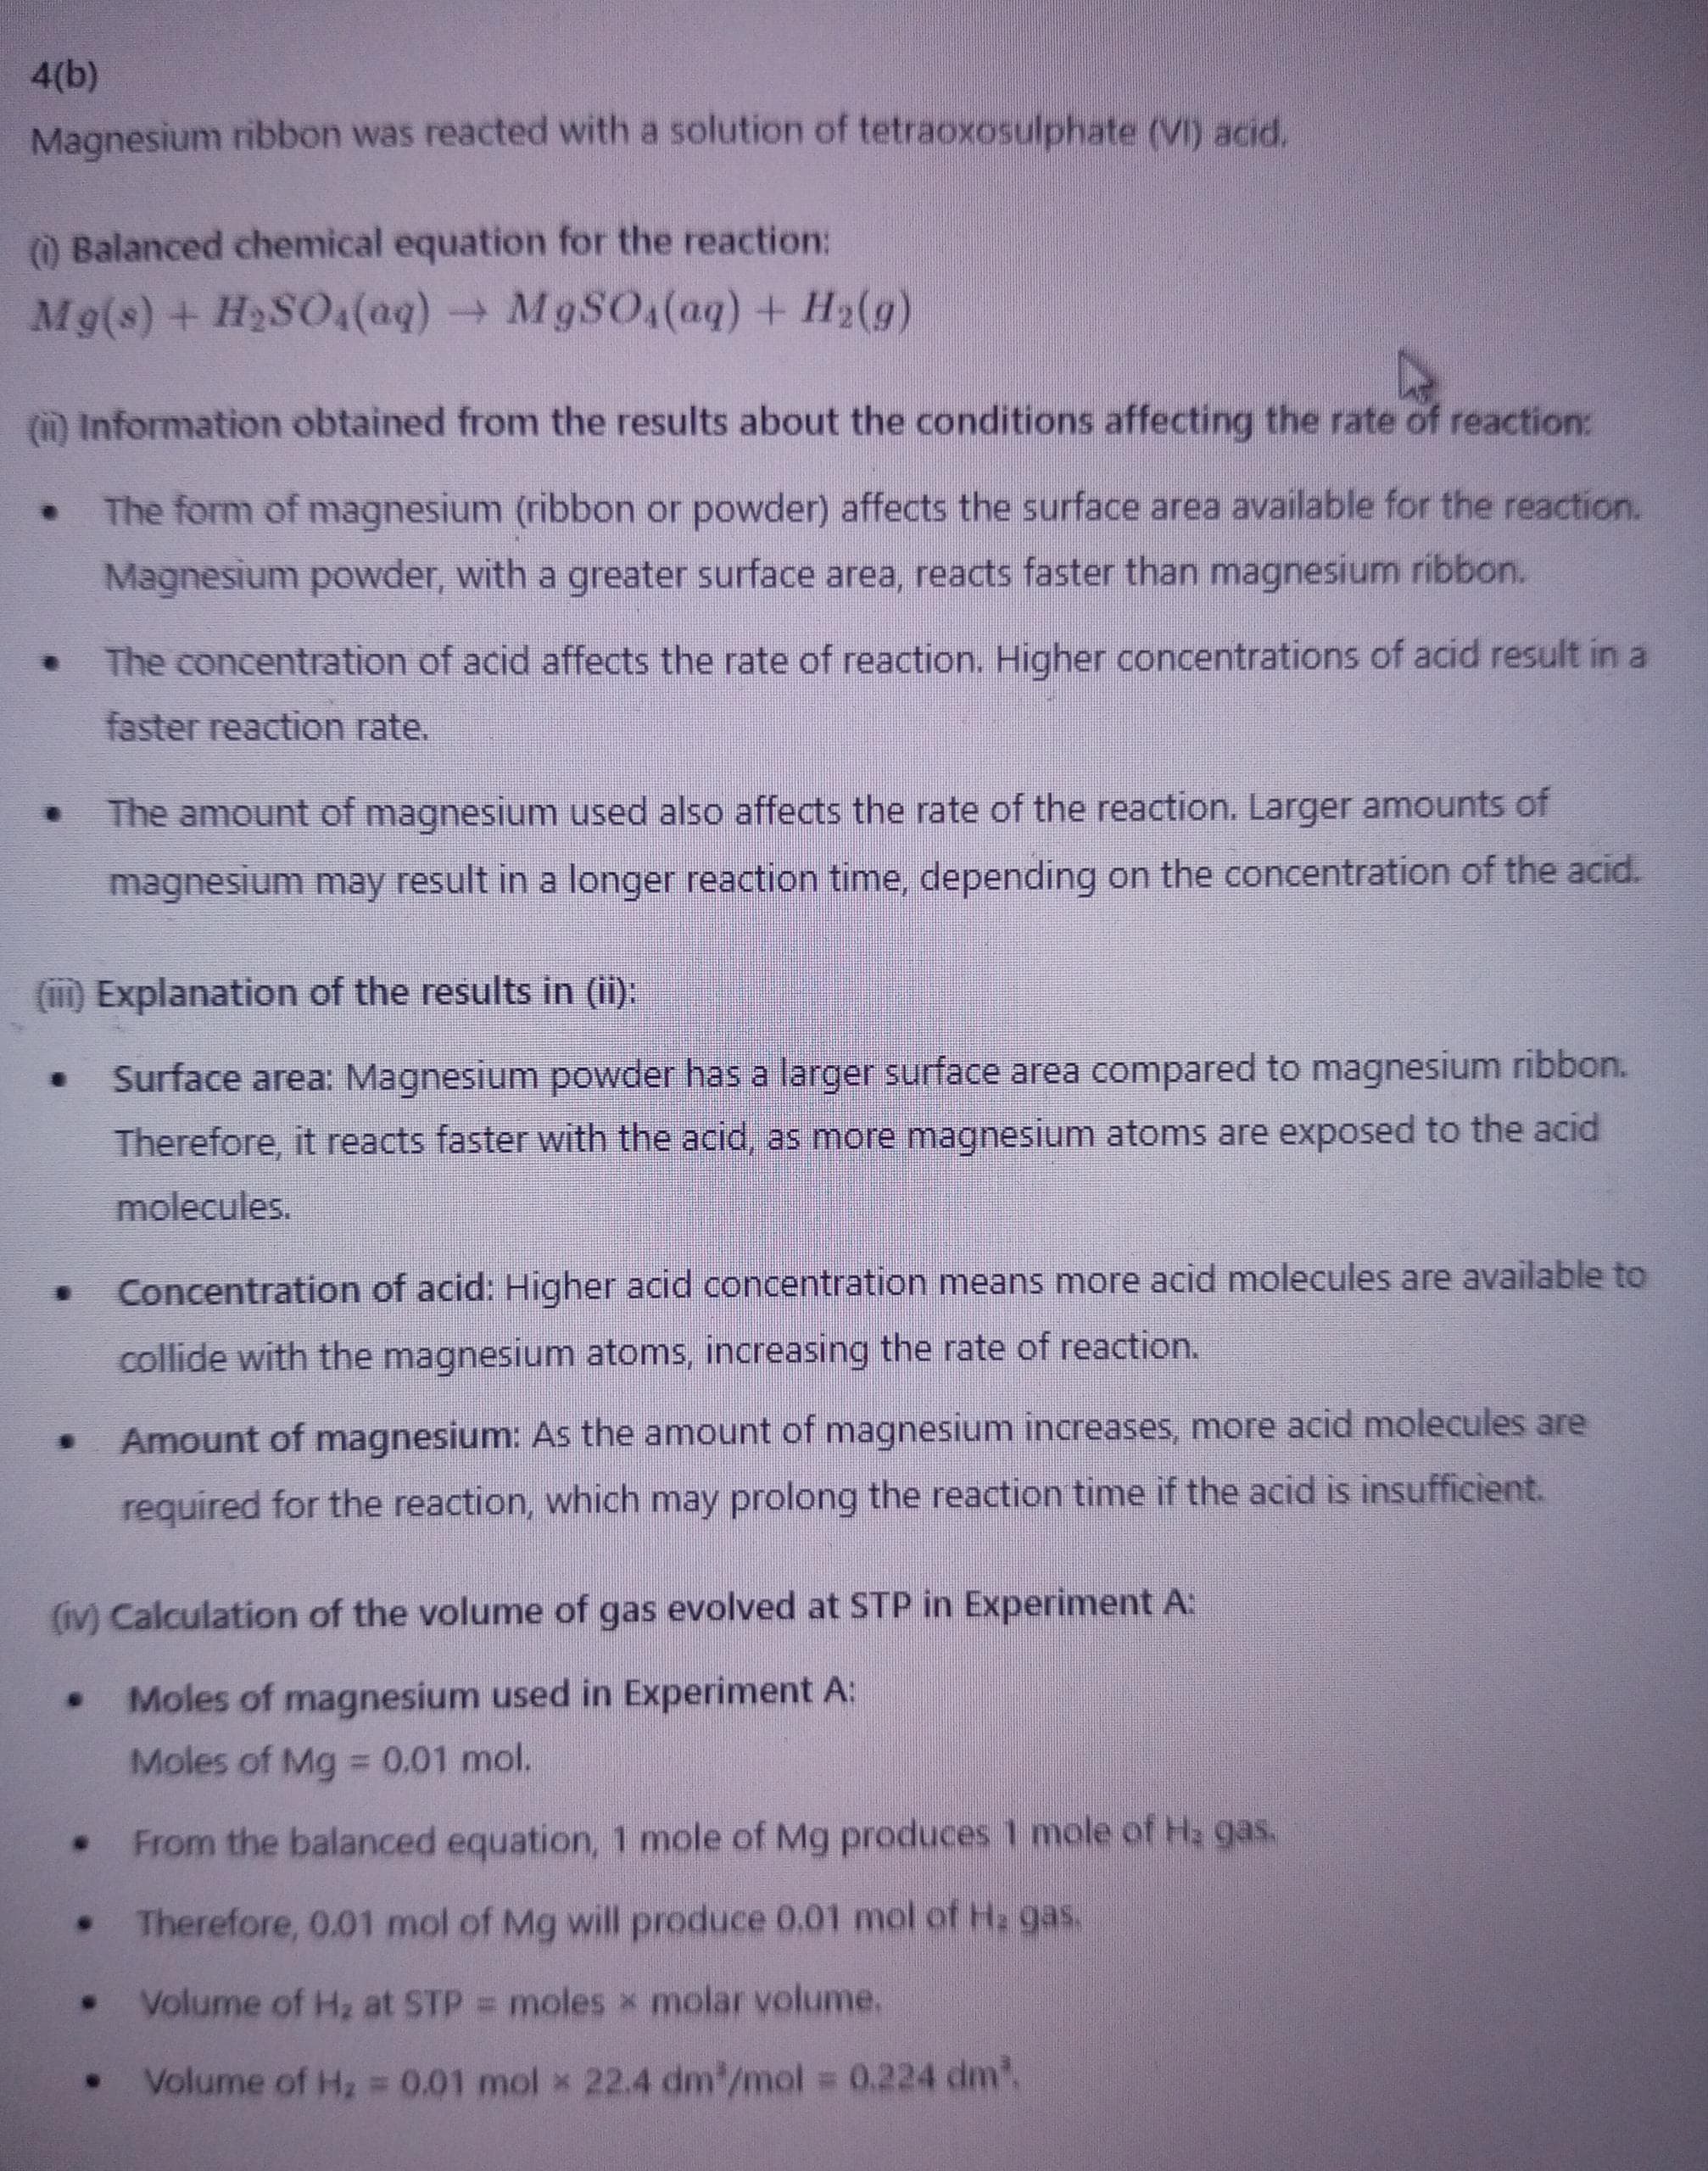 4(b)
Magnesium ribbon was reacted with a solution of tetraoxosulphate (VI) acid.
(i) Balanced chemical equation for the reaction:
Mg(s) + H₂SO₄(aq) → MgSO₄(aq) + H₂(g)
(ii) Information obtained from the results about the conditions affecting the rate of reaction:
• The form of magnesium (ribbon or powder) affects the surface area available for the reaction.
Magnesium powder, with a greater surface area, reacts faster than magnesium ribbon.
• The concentration of acid affects the rate of reaction. Higher concentrations of acid result in a
faster reaction rate.
• The amount of magnesium used also affects the rate of the reaction. Larger amounts of
magnesium may result in a longer reaction time, depending on the concentration of the acid.
(iii) Explanation of the results in (ii):
• Surface area: Magnesium powder has a larger surface area compared to magnesium ribbon.
Therefore, it reacts faster with the acid, as more magnesium atoms are exposed to the acid
molecules.
• Concentration of acid: Higher acid concentration means more acid molecules are available to
collide with the magnesium atoms, increasing the rate of reaction.
• Amount of magnesium: As the amount of magnesium increases, more acid molecules are
required for the reaction, which may prolong the reaction time if the acid is insufficient.
(iv) Calculation of the volume of gas evolved at STP in Experiment A:
• Moles of magnesium used in Experiment A:
Moles of Mg = 0.01 mol.
• From the balanced equation, 1 mole of Mg produces 1 mole of H₂ gas.
• Therefore, 0.01 mol of Mg will produce 0.01 mol of H₂ gas.
• Volume of H₂ at STP = moles × molar volume.
• Volume of H₂ = 0.01 mol × 22.4 dm³/mol = 0.224 dm³.